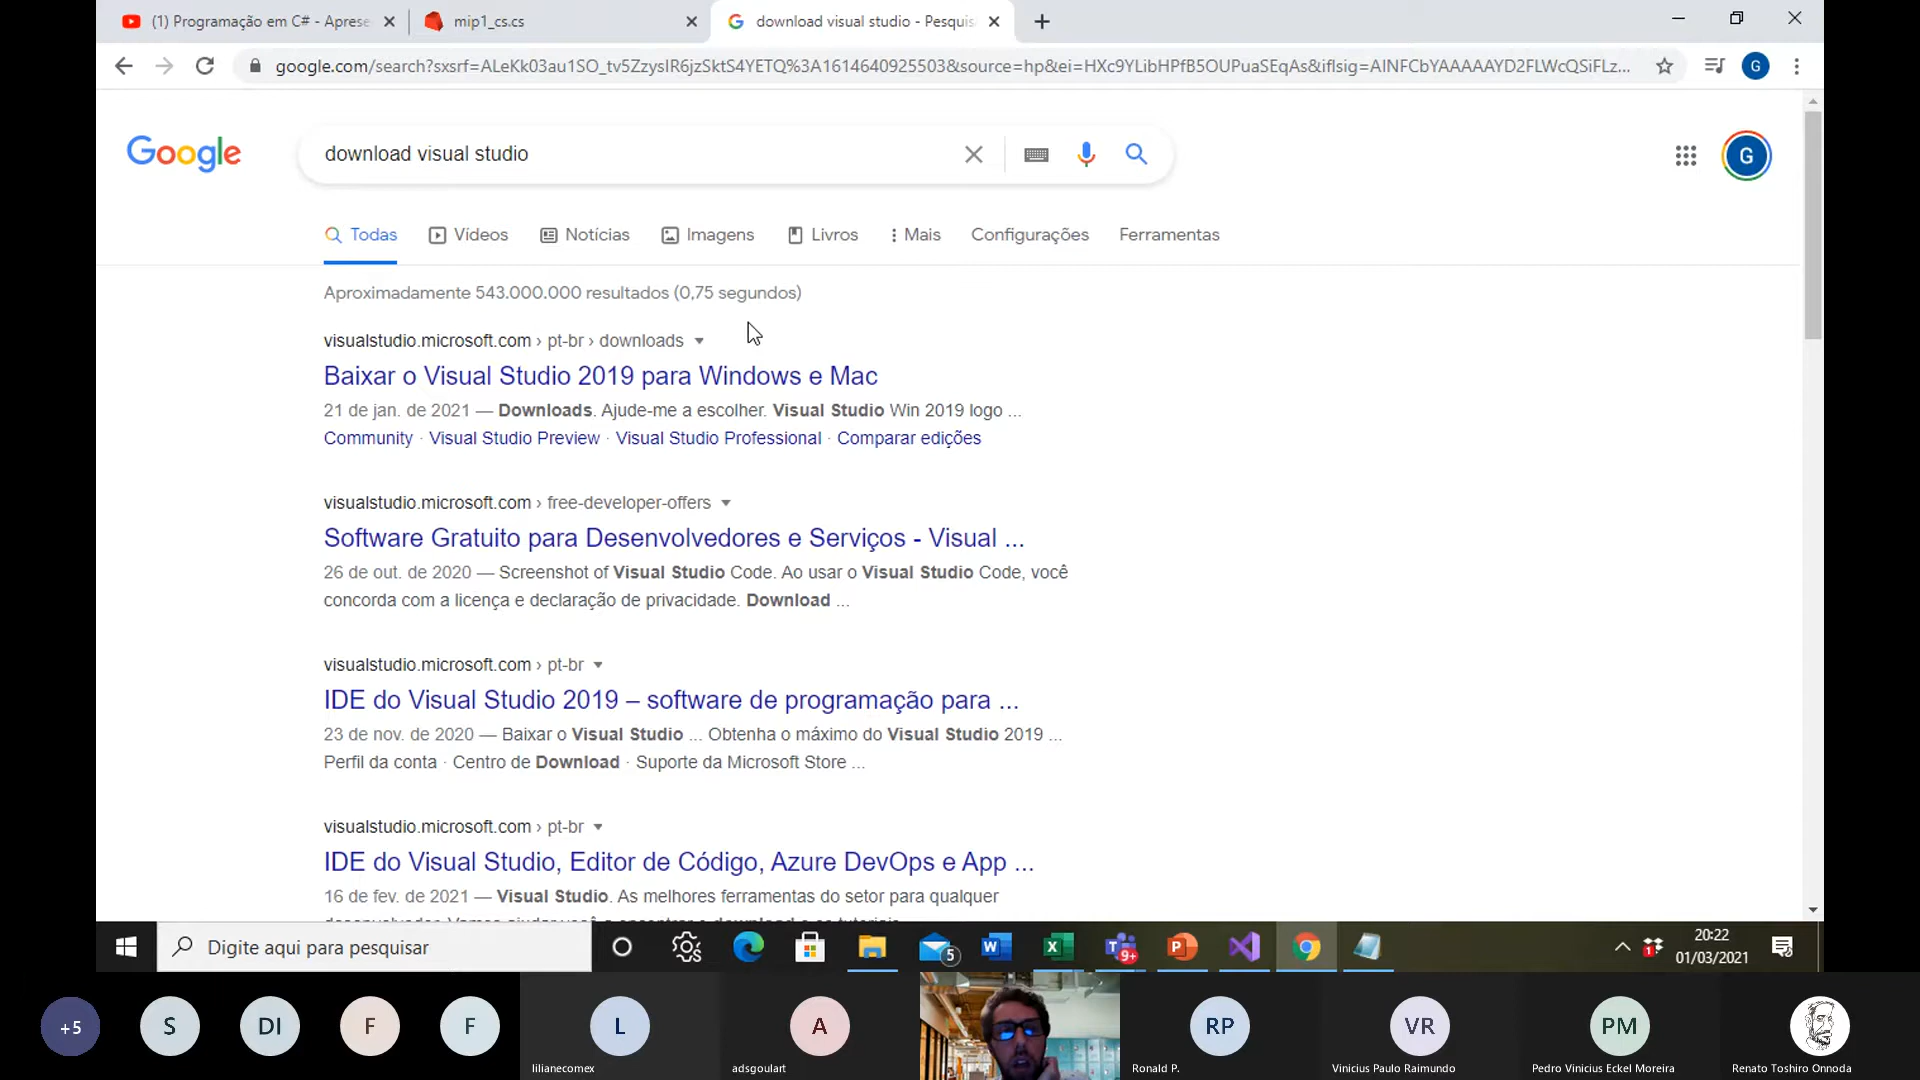 (1) Programação em C# - Aprese
mip1_cs.cs
download visual studio - Pesquis
google.com/search?sxsrf=ALeKk03au1SO_tv5ZzyslR6jzSktS4YETQ%3A1614640925503&source=hp&ei=HXc9YLibHPfB5OUPuaSEqAs&iflsig=AINFCbYAAAAAYD2FLWcQSiFLz...
G
Google
download visual studio
G
Todas
Vídeos
Notícias
Imagens
Livros
Mais
Configurações
Ferramentas
Aproximadamente 543.000.000 resultados (0,75 segundos)
visualstudio.microsoft.com › pt-br › downloads
Baixar o Visual Studio 2019 para Windows e Mac
21 de jan. de 2021 — Downloads. Ajude-me a escolher. Visual Studio Win 2019 logo ...
Community · Visual Studio Preview · Visual Studio Professional · Comparar edições
visualstudio.microsoft.com › free-developer-offers
Software Gratuito para Desenvolvedores e Serviços - Visual ...
26 de out. de 2020 — Screenshot of Visual Studio Code. Ao usar o Visual Studio Code, você
concorda com a licença e declaração de privacidade. Download ...
visualstudio.microsoft.com › pt-br
IDE do Visual Studio 2019 – software de programação para ...
23 de nov. de 2020 — Baixar o Visual Studio ... Obtenha o máximo do Visual Studio 2019 ...
Perfil da conta · Centro de Download · Suporte da Microsoft Store ...
visualstudio.microsoft.com › pt-br
IDE do Visual Studio, Editor de Código, Azure DevOps e App ...
16 de fev. de 2021 — Visual Studio. As melhores ferramentas do setor para qualquer
Digite aqui para pesquisar
5
9+
1
20:22
01/03/2021
+5
S
DI
F
F
L
lilianecomex
A
adsgoulart
RP
Ronald P.
VR
Vinicius Paulo Raimundo
PM
Pedro Vinicius Eckel Moreira
Renato Toshiro Onnoda